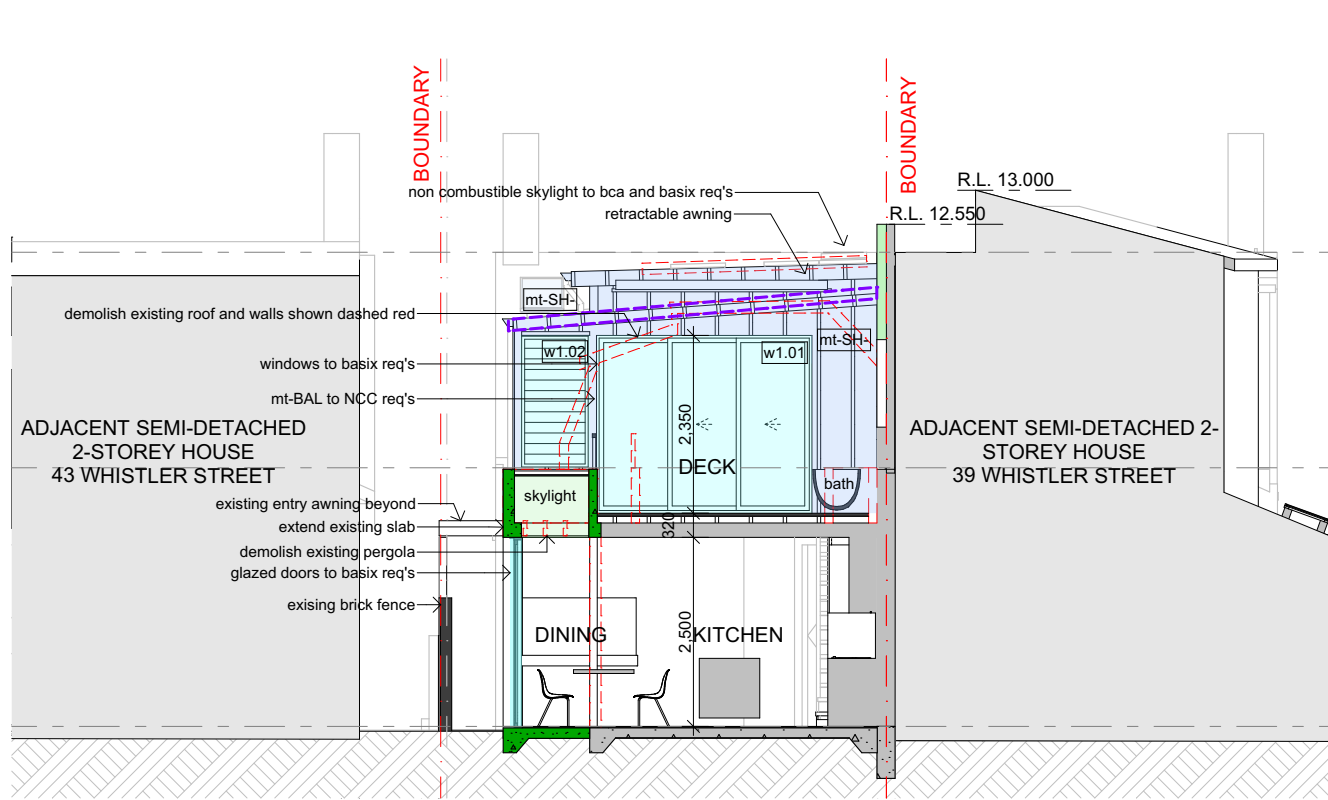 BOUNDARY
BOUNDARY
R.L. 13.000
R.L. 12.550
non combustible skylight to bca and basix req's
retractable awning
mt-SH-
demolish existing roof and walls shown dashed red
mt-SH-
w1.02
w1.01
windows to basix req's
mt-BAL to NCC req's
2,350
ADJACENT SEMI-DETACHED
2-STOREY HOUSE
43 WHISTLER STREET
ADJACENT SEMI-DETACHED 2-
STOREY HOUSE
39 WHISTLER STREET
DECK
bath
skylight
existing entry awning beyond
extend existing slab
320
demolish existing pergola
glazed doors to basix req's
exising brick fence
DINING
2,500
KITCHEN